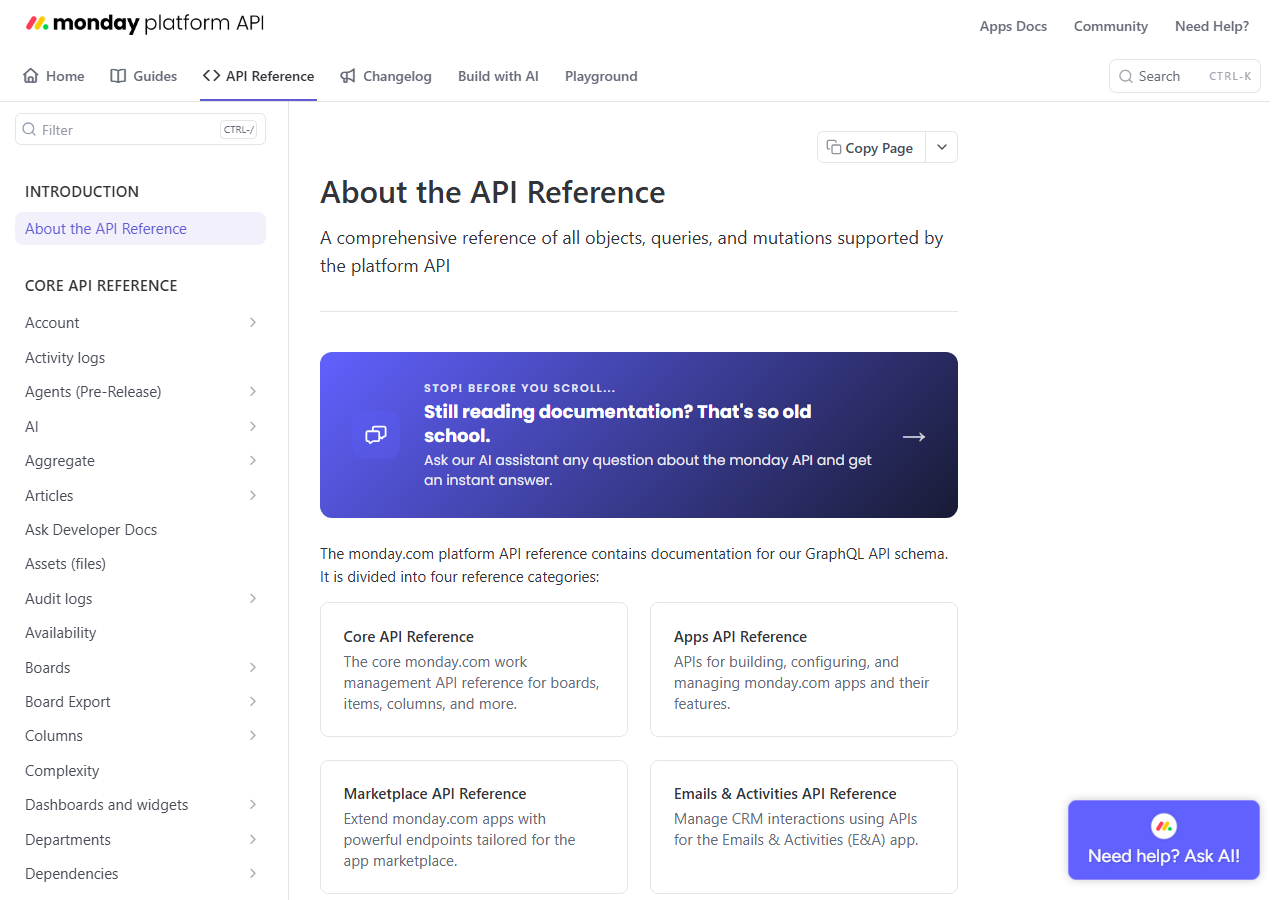 monday platform API
Apps Docs
Community
Need Help?
Home
Guides
API Reference
Changelog
Build with AI
Playground
Search
CTRL-K
Filter
CTRL-/
INTRODUCTION
About the API Reference
CORE API REFERENCE
Account
Activity logs
Agents (Pre-Release)
AI
Aggregate
Articles
Ask Developer Docs
Assets (files)
Audit logs
Availability
Boards
Board Export
Columns
Complexity
Dashboards and widgets
Departments
Dependencies
Copy Page
About the API Reference
A comprehensive reference of all objects, queries, and mutations supported by
the platform API
STOP! BEFORE YOU SCROLL...
Still reading documentation? That's so old
school.
Ask our AI assistant any question about the monday API and get
an instant answer.
The monday.com platform API reference contains documentation for our GraphQL API schema.
It is divided into four reference categories:
Core API Reference
The core monday.com work
management API reference for boards,
items, columns, and more.
Apps API Reference
APIs for building, configuring, and
managing monday.com apps and their
features.
Marketplace API Reference
Extend monday.com apps with
powerful endpoints tailored for the
app marketplace.
Emails & Activities API Reference
Manage CRM interactions using APIs
for the Emails & Activities (E&A) app.
Need help? Ask AI!